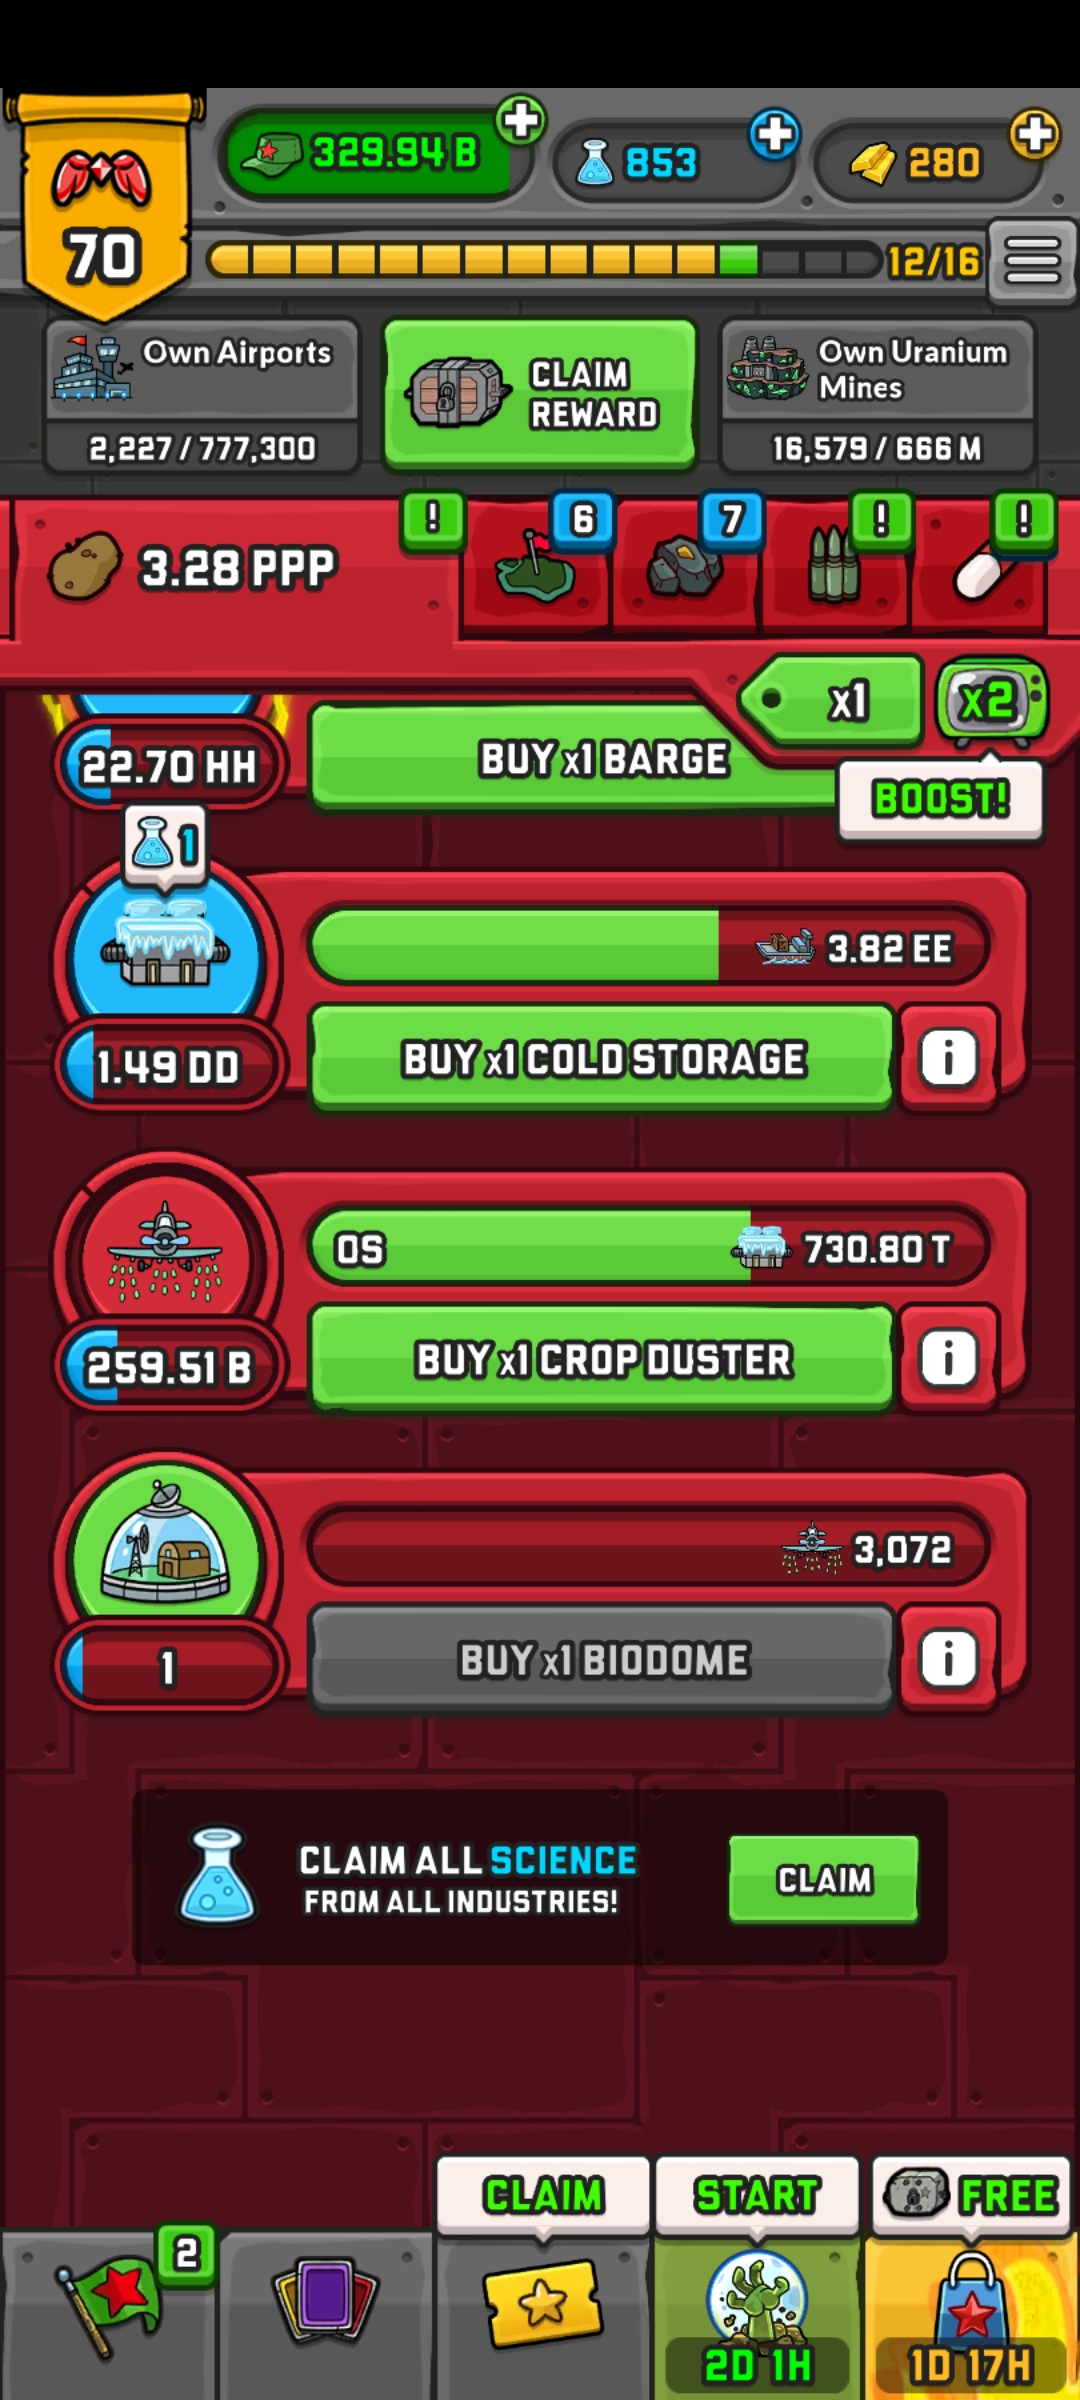 329.94 B
853
280
70
12/16
Own Airports
2,227 / 777,300
CLAIM
REWARD
Own Uranium
Mines
16,579 / 666 M
3.28 PPP
!
6
7
!
!
x1
x2
BOOST!
22.70 HH
BUY x1 BARGE
1
3.82 EE
1.49 DD
BUY x1 COLD STORAGE
i
0S
730.80 T
259.51 B
BUY x1 CROP DUSTER
i
3,072
1
BUY x1 BIODOME
i
CLAIM ALL SCIENCE
FROM ALL INDUSTRIES!
CLAIM
CLAIM
START
FREE
2
2D 1H
1D 17H